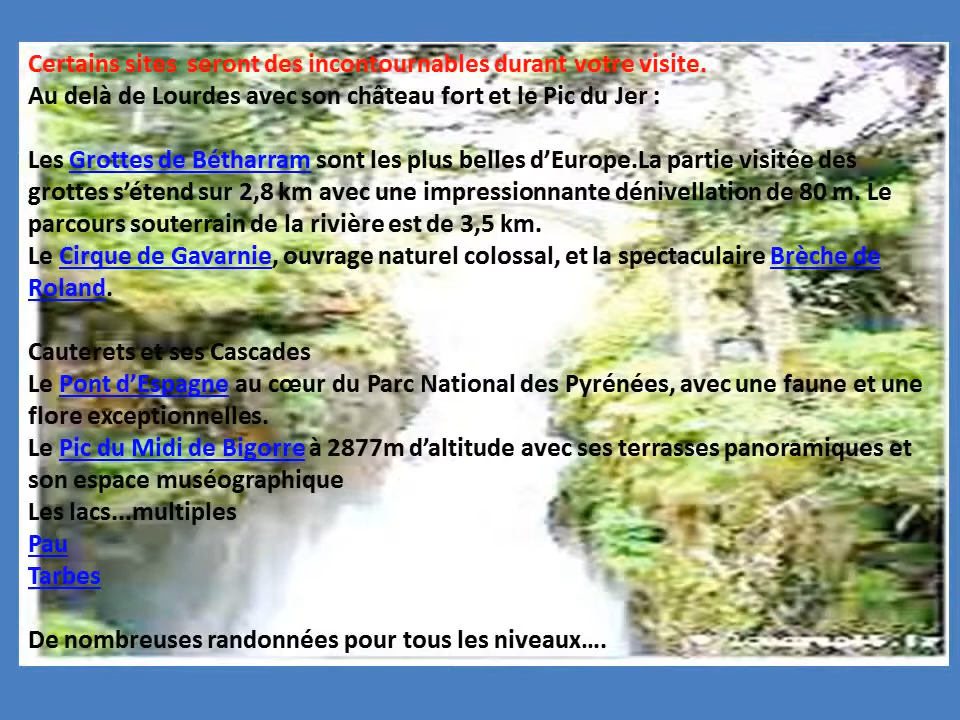 Certains sites  seront des incontournables durant votre visite.
Au delà de Lourdes avec son château fort et le Pic du Jer :
Les Grottes de Bétharram sont les plus belles d’Europe.La partie visitée des
grottes s’étend sur 2,8 km avec une impressionnante dénivellation de 80 m. Le
parcours souterrain de la rivière est de 3,5 km.
Le Cirque de Gavarnie, ouvrage naturel colossal, et la spectaculaire Brèche de
Roland.
Cauterets et ses Cascades
Le Pont d’Espagne au cœur du Parc National des Pyrénées, avec une faune et une
flore exceptionnelles.
Le Pic du Midi de Bigorre à 2877m d’altitude avec ses terrasses panoramiques et
son espace muséographique
Les lacs...multiples
Pau
Tarbes
De nombreuses randonnées pour tous les niveaux….